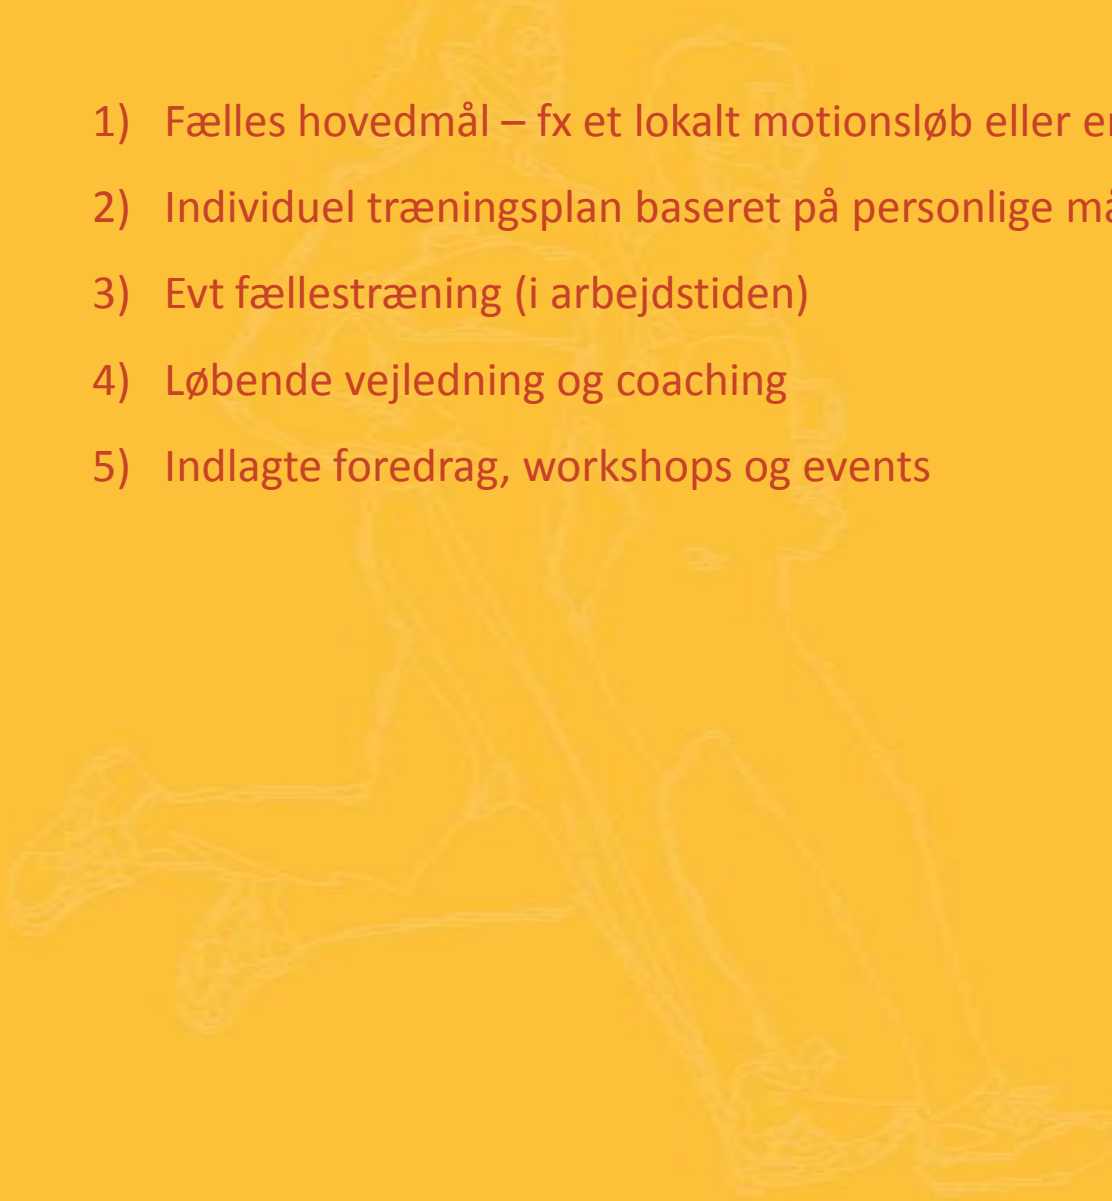 1) Fælles hovedmål – fx et lokalt motionsløb eller
2) Individuel træningsplan baseret på personlige
3) Evt fællestræning (i arbejdstiden)
4) Løbende vejledning og coaching
5) Indlagte foredrag, workshops og events